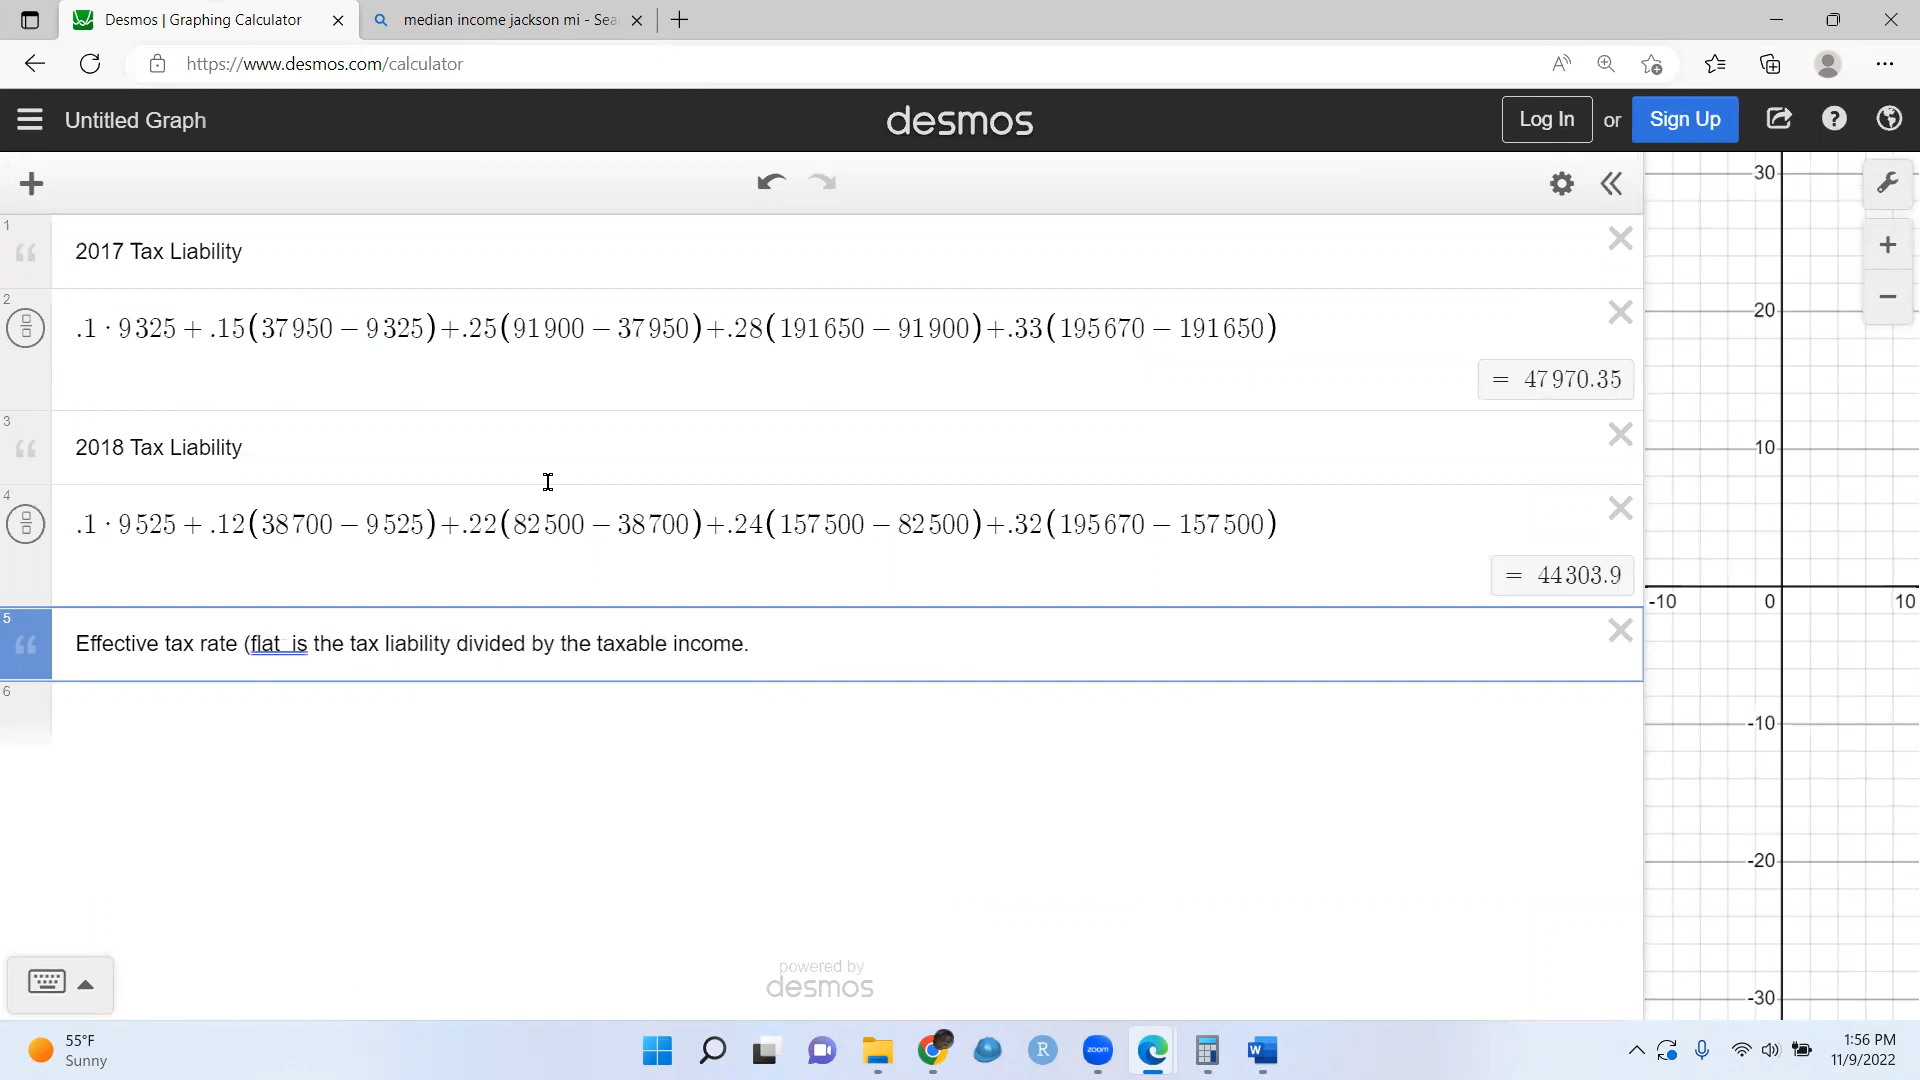 Desmos | Graphing Calculator
median income jackson mi - Sea
https://www.desmos.com/calculator
Untitled Graph
desmos
Log In or Sign Up
1
2017 Tax Liability
2
.1 · 9325 + .15(37950 − 9325)+.25(91900 − 37950)+.28(191650 − 91900)+.33(195670 − 191650)
= 47970.35
3
2018 Tax Liability
4
.1 · 9525 + .12(38700 − 9525)+.22(82500 − 38700)+.24(157500 − 82500)+.32(195670 − 157500)
= 44303.9
5
Effective tax rate (flat  is the tax liability divided by the taxable income.
6
powered by
desmos
30
20
10
-10 0 10
-10
-20
-30
55°F
Sunny
zoom
R
W
1:56 PM
11/9/2022